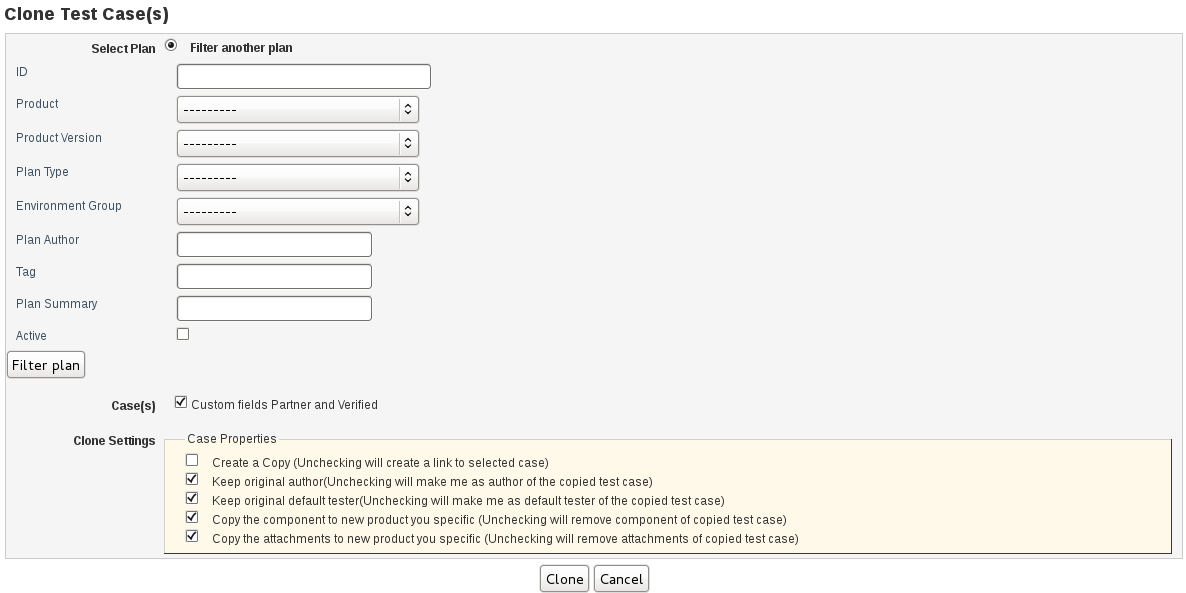 Clone Test Case(s)
Select Plan Filter another plan
ID
Product ---------
Product Version ---------
Plan Type ---------
Environment Group ---------
Plan Author
Tag
Plan Summary
Active
Filter plan
Case(s) Custom fields Partner and Verified
Clone Settings Case Properties
Create a Copy (Unchecking will create a link to selected case)
Keep original author(Unchecking will make me as author of the copied test case)
Keep original default tester(Unchecking will make me as default tester of the copied test case)
Copy the component to new product you specific (Unchecking will remove component of copied test case)
Copy the attachments to new product you specific (Unchecking will remove attachments of copied test case)
Clone Cancel